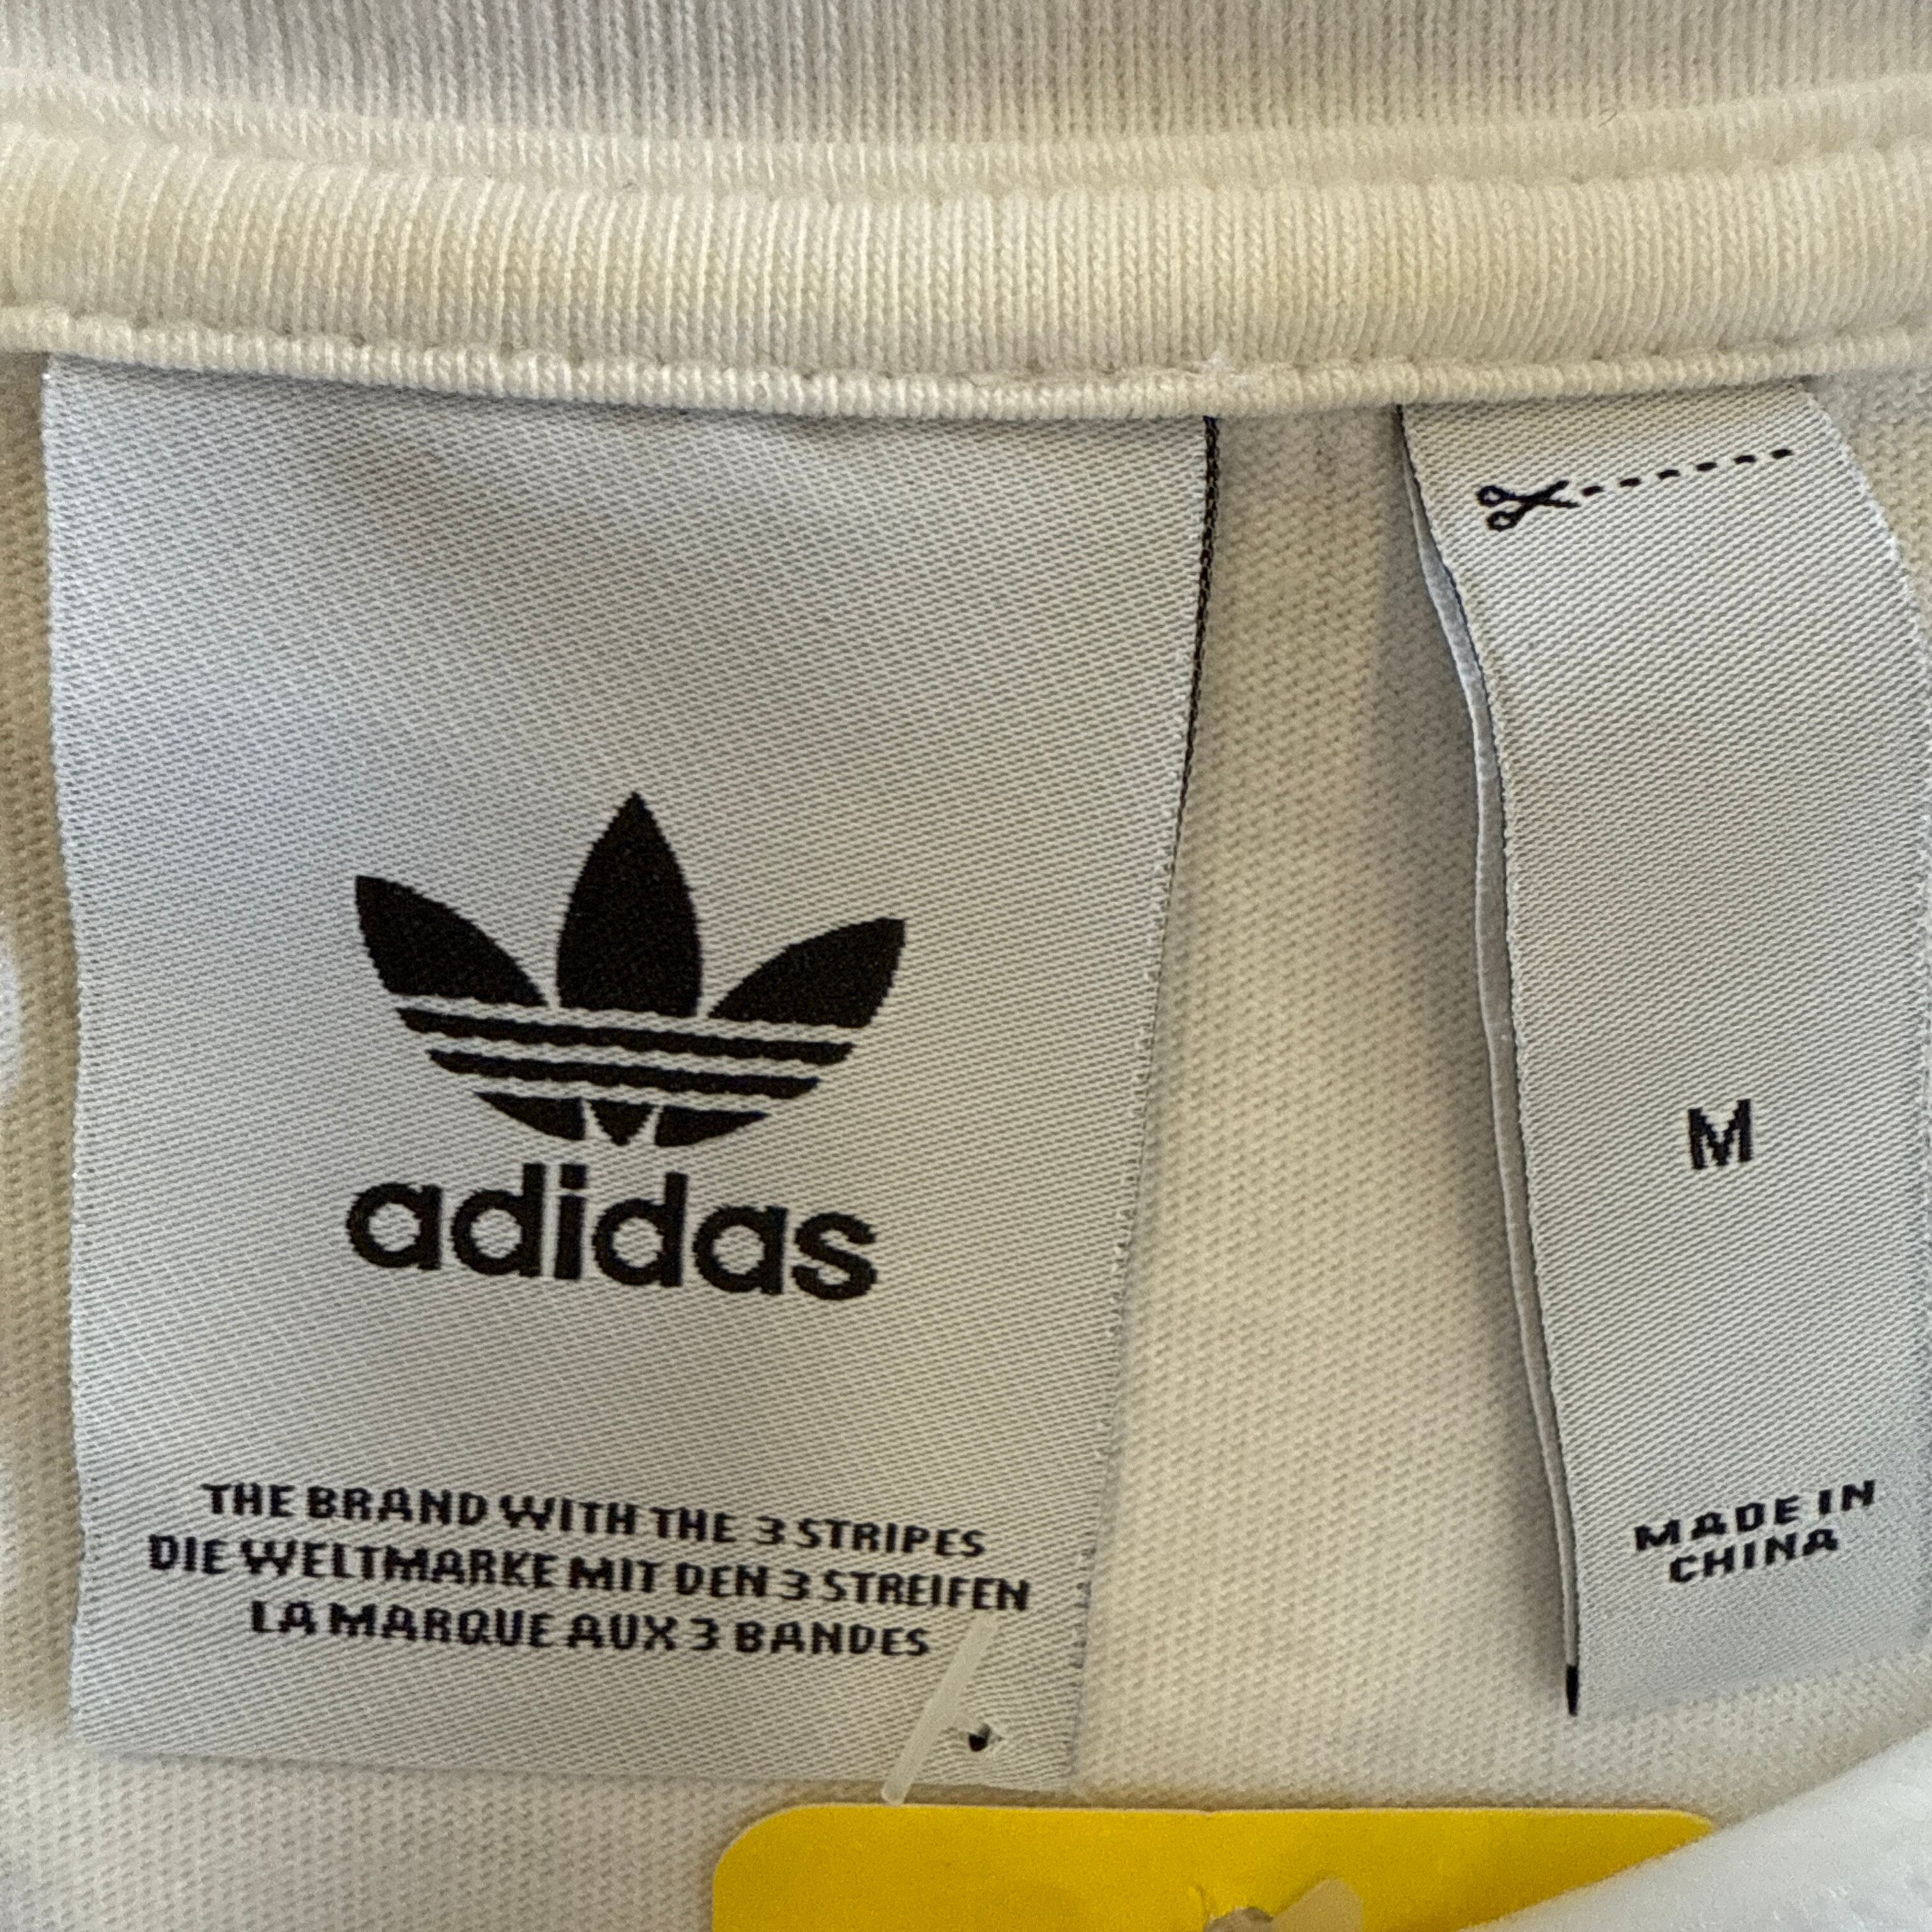 adidas
THE BRAND WITH THE 3 STRIPES
DIE WELTMARKE MIT DEN 3 STREIFEN
LA MARQUE AUX 3 BANDES
M
MADE IN
CHINA